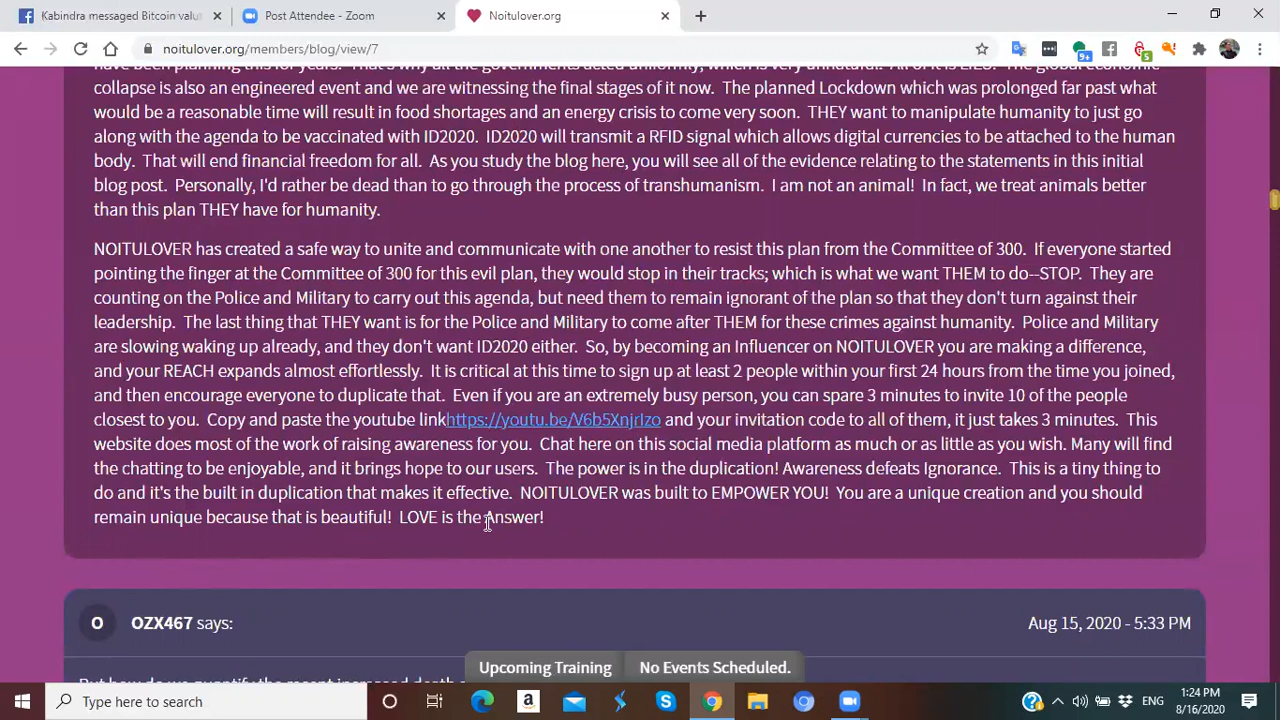 Kabindra messaged Bitcoin valu
Post Attendee - Zoom
Noitulover.org
noitulover.org/members/blog/view/7
9+
5
collapse is also an engineered event and we are witnessing the final stages of it now. The planned Lockdown which was prolonged far past what
would be a reasonable time will result in food shortages and an energy crisis to come very soon. THEY want to manipulate humanity to just go
along with the agenda to be vaccinated with ID2020. ID2020 will transmit a RFID signal which allows digital currencies to be attached to the human
body. That will end financial freedom for all. As you study the blog here, you will see all of the evidence relating to the statements in this initial
blog post. Personally, I'd rather be dead than to go through the process of transhumanism. I am not an animal! In fact, we treat animals better
than this plan THEY have for humanity.
NOITULOVER has created a safe way to unite and communicate with one another to resist this plan from the Committee of 300. If everyone started
pointing the finger at the Committee of 300 for this evil plan, they would stop in their tracks; which is what we want THEM to do--STOP. They are
counting on the Police and Military to carry out this agenda, but need them to remain ignorant of the plan so that they don't turn against their
leadership. The last thing that THEY want is for the Police and Military to come after THEM for these crimes against humanity. Police and Military
are slowing waking up already, and they don't want ID2020 either. So, by becoming an Influencer on NOITULOVER you are making a difference,
and your REACH expands almost effortlessly. It is critical at this time to sign up at least 2 people within your first 24 hours from the time you joined,
and then encourage everyone to duplicate that. Even if you are an extremely busy person, you can spare 3 minutes to invite 10 of the people
closest to you. Copy and paste the youtube linkhttps://youtu.be/V6b5XnjrIzo and your invitation code to all of them, it just takes 3 minutes. This
website does most of the work of raising awareness for you. Chat here on this social media platform as much or as little as you wish. Many will find
the chatting to be enjoyable, and it brings hope to our users. The power is in the duplication! Awareness defeats Ignorance. This is a tiny thing to
do and it's the built in duplication that makes it effective. NOITULOVER was built to EMPOWER YOU! You are a unique creation and you should
remain unique because that is beautiful! LOVE is the Answer!
O OZX467 says: Aug 15, 2020 - 5:33 PM
Upcoming Training No Events Scheduled.
Type here to search
ENG
1:24 PM
8/16/2020